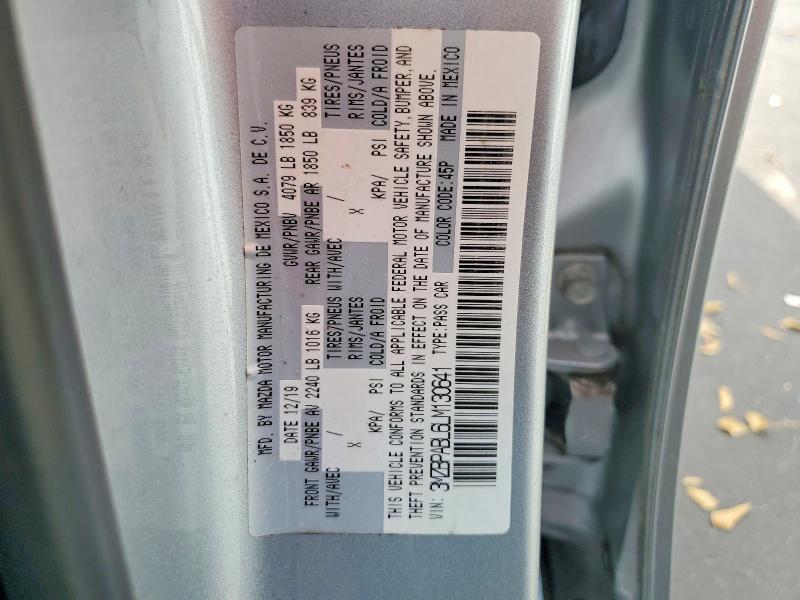 MFD. BY MAZDA MOTOR MANUFACTURING DE MEXICO S.A. DE C.V.
DATE 12/19 GVWR/PNBV 4079 LB 1850 KG
FRONT GAWR/PNBE AV 2240 LB 1016 KG REAR GAWR/PNBE AR 1850 LB 839 KG
WITH/AVEC TIRES/PNEUS WITH/AVEC TIRES/PNEUS
X / RIMS/JANTES X / RIMS/JANTES
KPA/ PSI COLD/A FROID KPA/ PSI COLD/A FROID
THIS VEHICLE CONFORMS TO ALL APPLICABLE FEDERAL MOTOR VEHICLE SAFETY, BUMPER, AND
THEFT PREVENTION STANDARDS IN EFFECT ON THE DATE OF MANUFACTURE SHOWN ABOVE.
VIN: 3MZBPABL6LM130641 TYPE:PASS CAR COLOR CODE:45P MADE IN MEXICO